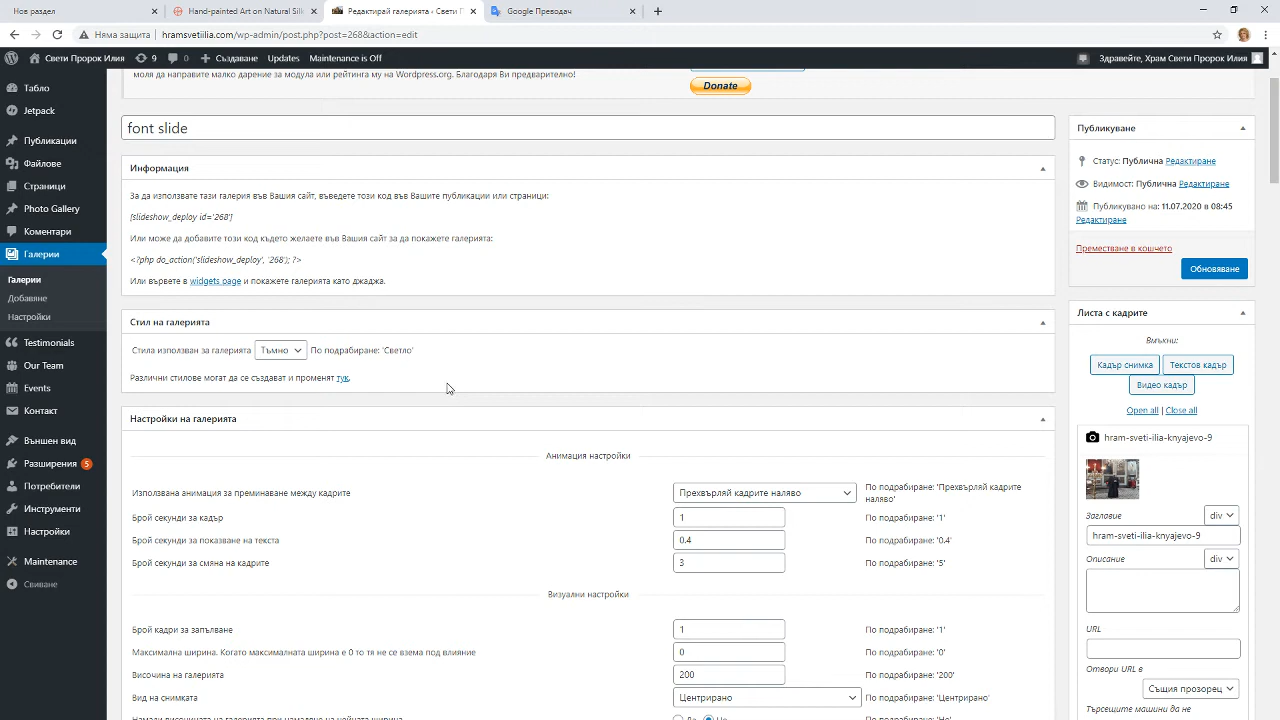 Нов раздел
Hand-painted Art on Natural Silk
Редактирай галерията ‹ Свети П
Google Преводач
Няма защита
hramsvetiilia.com/wp-admin/post.php?post=268&action=edit
Свети Пророк Илия
9
0
Създаване
Updates
Maintenance is Off
Здравейте, Храм Свети Пророк Илия
Табло
Jetpack
Публикации
Файлове
Страници
Photo Gallery
Коментари
Галерии
Галерии
Добавяне
Настройки
Testimonials
Our Team
Events
Контакт
Външен вид
Разширения 5
Потребители
Инструменти
Настройки
Maintenance
Свиване
моля да направите малко дарение за модула или рейтинга му на Wordpress.org. Благодаря Ви предварително!
Donate
font slide
Информация
За да използвате тази галерия във Вашия сайт, въведете този код във Вашите публикации или страници:
[slideshow_deploy id='268']
Или може да добавите този код където желаете във Вашия сайт за да покажете галерията:
<?php do_action('slideshow_deploy', '268'); ?>
Или вървете в widgets page и покажете галерията като джаджа.
Стил на галерията
Стила използван за галерията Тъмно По подрабиране: 'Светло'
Различни стилове могат да се създават и променят тук.
Настройки на галерията
Анимация настройки
Използвана анимация за преминаване между кадрите
Прехвърляй кадрите наляво
По подрабиране: 'Прехвърляй кадрите
наляво'
Брой секунди за кадър 1 По подрабиране: '1'
Брой секунди за показване на текста 0.4 По подрабиране: '0.4'
Брой секунди за смяна на кадрите 3 По подрабиране: '5'
Визуални настройки
Брой кадри за запълване 1 По подрабиране: '1'
Максимална ширина. Когато максималната ширина е 0 то тя не се взема под влияние 0 По подрабиране: '0'
Височина на галерията 200 По подрабиране: '200'
Вид на снимката Центрирано По подрабиране: 'Центрирано'
Публикуване
Статус: Публична Редактиране
Видимост: Публична Редактиране
Публикувано на: 11.07.2020 в 08:45
Редактиране
Преместване в кошчето
Обновяване
Листа с кадрите
Вмъкни:
Кадър снимка
Текстов кадър
Видео кадър
Open all | Close all
hram-sveti-ilia-knyajevo-9
Заглавие
div
hram-sveti-ilia-knyajevo-9
Описание
div
URL
Отвори URL в
Същия прозорец
Търсещите машини да не